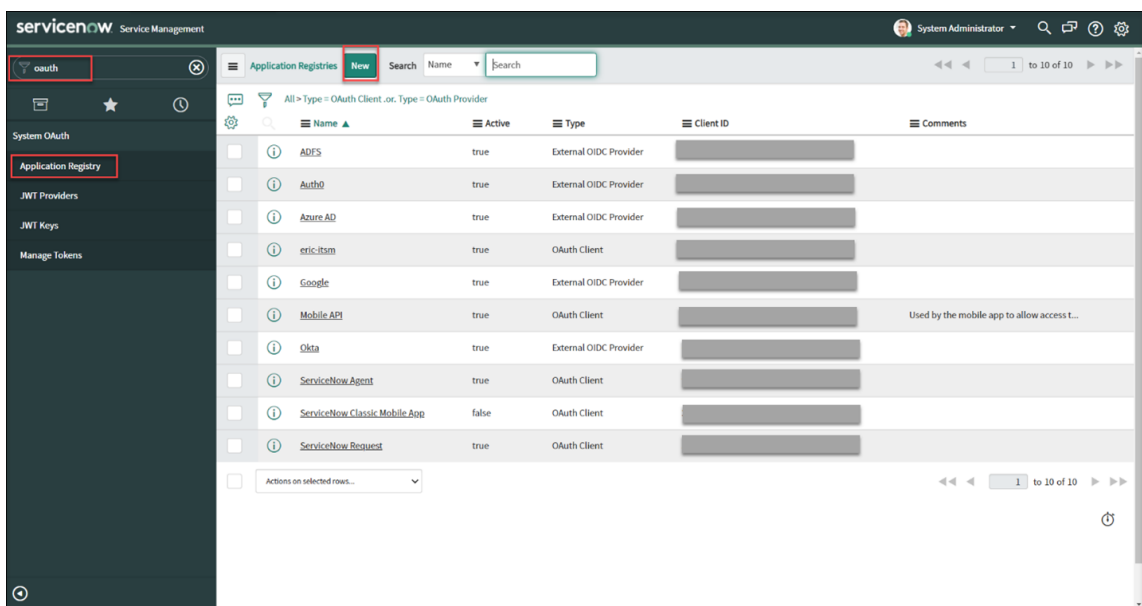 servicenow Service Management
System Administrator
oauth
Application Registries New Search Name Search
1 to 10 of 10
All > Type = OAuth Client .or. Type = OAuth Provider
Name Active Type Client ID Comments
System OAuth
Application Registry
JWT Providers
JWT Keys
Manage Tokens
ADFS true External OIDC Provider
Auth0 true External OIDC Provider
Azure AD true External OIDC Provider
eric-itsm true OAuth Client
Google true External OIDC Provider
Mobile API true OAuth Client Used by the mobile app to allow access t...
Okta true External OIDC Provider
ServiceNow Agent true OAuth Client
ServiceNow Classic Mobile App false OAuth Client
ServiceNow Request true OAuth Client
Actions on selected rows...
1 to 10 of 10